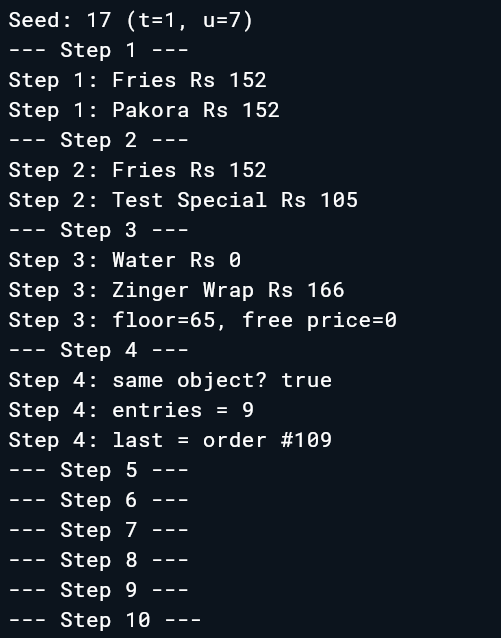 Seed: 17 (t=1, u=7)
--- Step 1 ---
Step 1: Fries Rs 152
Step 1: Pakora Rs 152
--- Step 2 ---
Step 2: Fries Rs 152
Step 2: Test Special Rs 105
--- Step 3 ---
Step 3: Water Rs 0
Step 3: Zinger Wrap Rs 166
Step 3: floor=65, free price=0
--- Step 4 ---
Step 4: same object? true
Step 4: entries = 9
Step 4: last = order #109
--- Step 5 ---
--- Step 6 ---
--- Step 7 ---
--- Step 8 ---
--- Step 9 ---
--- Step 10 ---